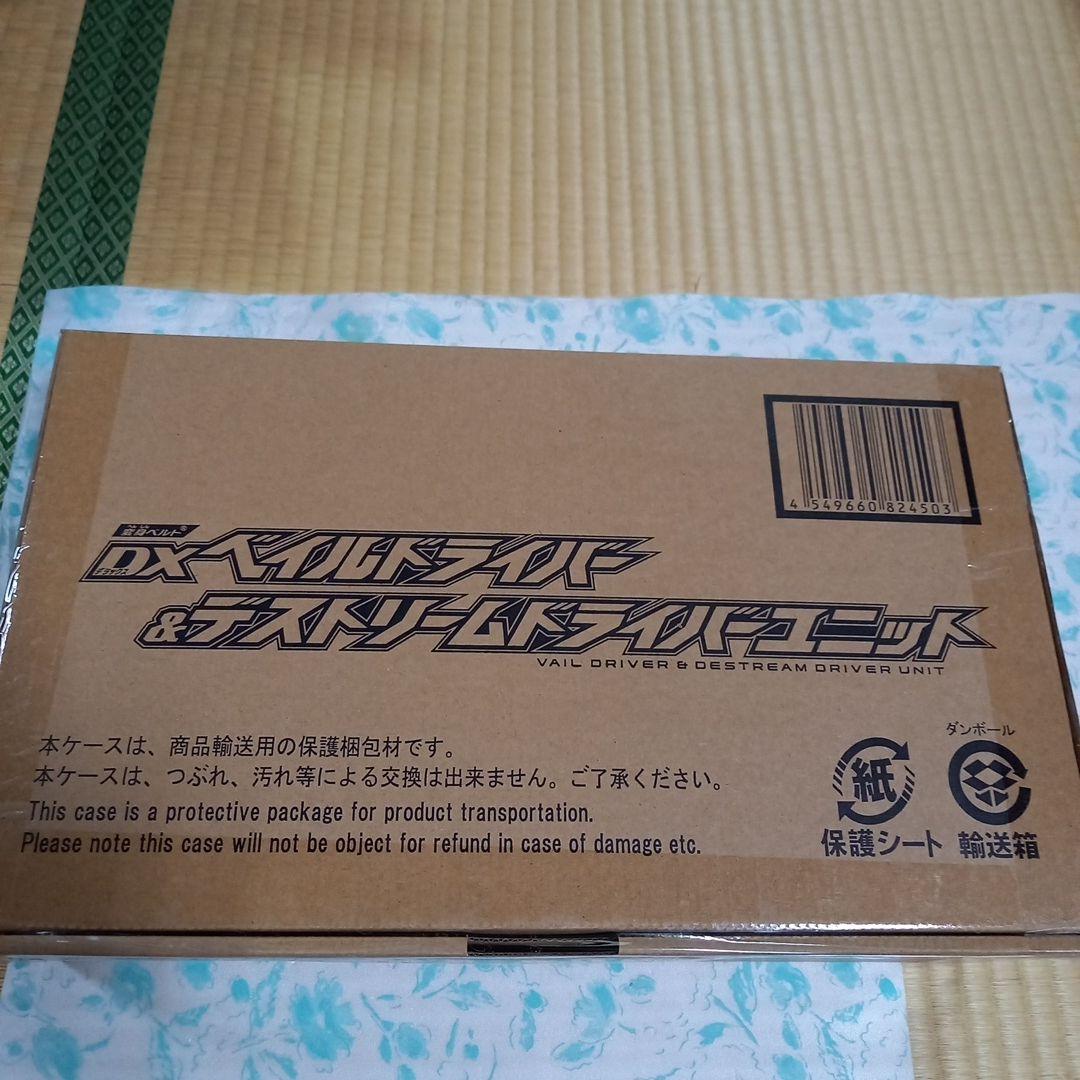 4 549660 824503
へんしん
変身ベルト®
DXベイルドライバー
デラックス
&デストリームドライバーユニット
VAIL DRIVER & DESTREAM DRIVER UNIT
本ケースは、商品輸送用の保護梱包材です。
本ケースは、つぶれ、汚れ等による交換は出来ません。ご了承ください。
This case is a protective package for product transportation.
Please note this case will not be object for refund in case of damage etc.
紙
保護シート
ダンボール
輸送箱